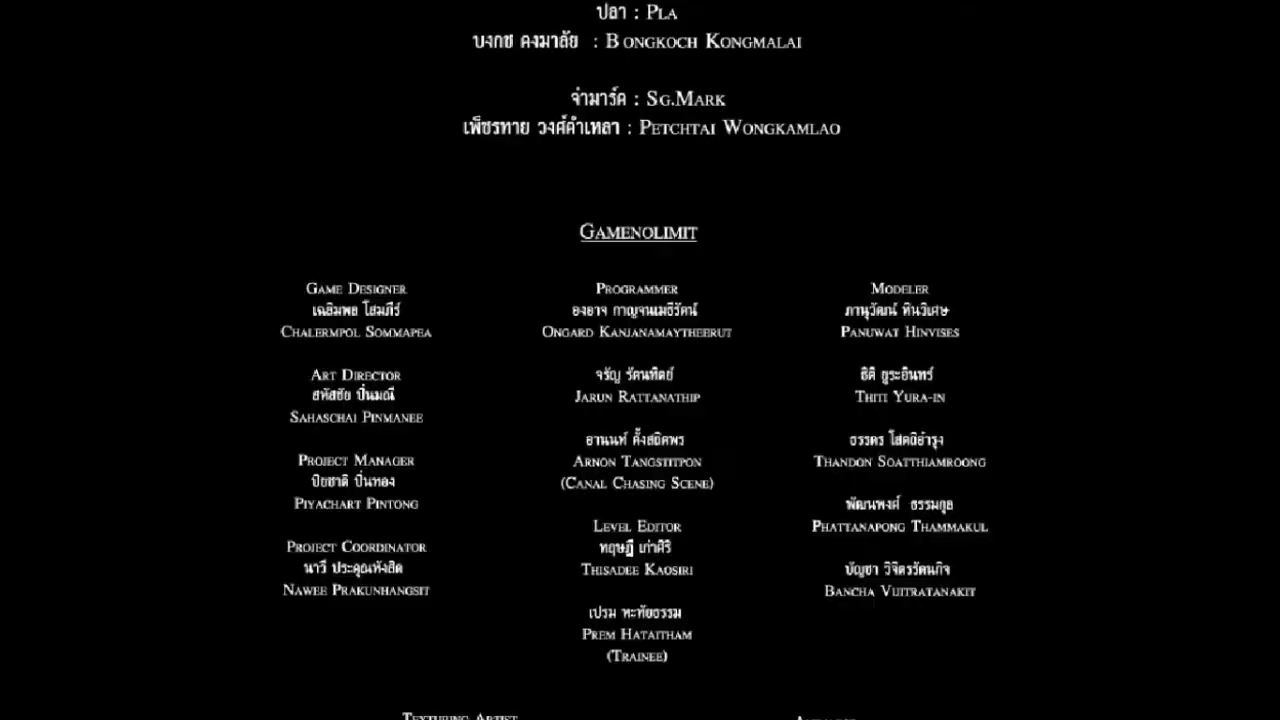 ปลา : PLA
บงกช คงมาลัย : BONGKOCH KONGMALAI
จ่ามาร์ค : SG.MARK
เพ็ชรทาย วงศ์คำเหลา : PETCHTAI WONGKAMLAO
GAMENOLIMIT
GAME DESIGNER
เฉลิมพล โสมภีร์
CHALERMPOL SOMMAPEA
ART DIRECTOR
สหัสชัย ปิ่นมณี
SAHASCHAI PINMANEE
PROJECT MANAGER
ปิยชาติ ปิ่นทอง
PIYACHART PINTONG
PROJECT COORDINATOR
นาวี ประคุณหังสิต
NAWEE PRAKUNHANGSIT
PROGRAMMER
องอาจ กาญจนเมธีรัตน์
ONGARD KANJANAMAYTHEERUT
จรัญ รัตนทิตย์
JARUN RATTANATHIP
อานนท์ ตั้งสถิตพร
ARNON TANGSTITPON
(CANAL CHASING SCENE)
LEVEL EDITOR
ทฤษฎี เก่าศิริ
THISADEE KAOSIRI
เปรม หะทัยธรรม
PREM HATAITHAM
(TRAINEE)
MODELER
ภานุวัฒน์ หินวิเศษ
PANUWAT HINVISES
ธิติ ยูระอินทร์
THITI YURA-IN
ธรรดร โสตถิอำรุง
THANDON SOATTHIAMROONG
พัฒนพงศ์ ธรรมกุล
PHATTANAPONG THAMMAKUL
บัญชา วิจิตรรัตนกิจ
BANCHA VIJITRATANAKIT
TEXTURING ARTIST